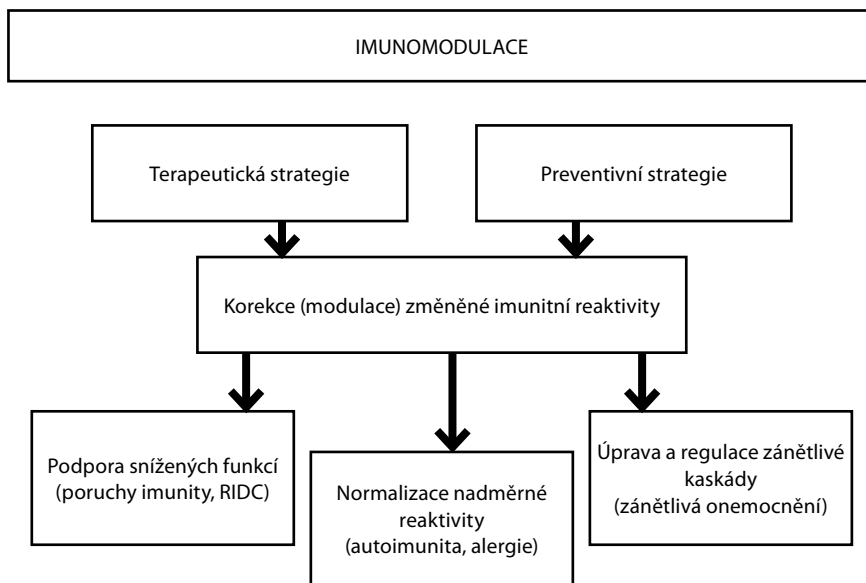 IMUNOMODULACE
Terapeutická strategie
Preventivní strategie
Korekce (modulace) změněné imunitní reaktivity
Podpora snížených funkcí
(poruchy imunity, RIDC)
Normalizace nadměrné
reaktivity
(autoimunita, alergie)
Úprava a regulace zánětlivé
kaskády
(zánětlivá onemocnění)